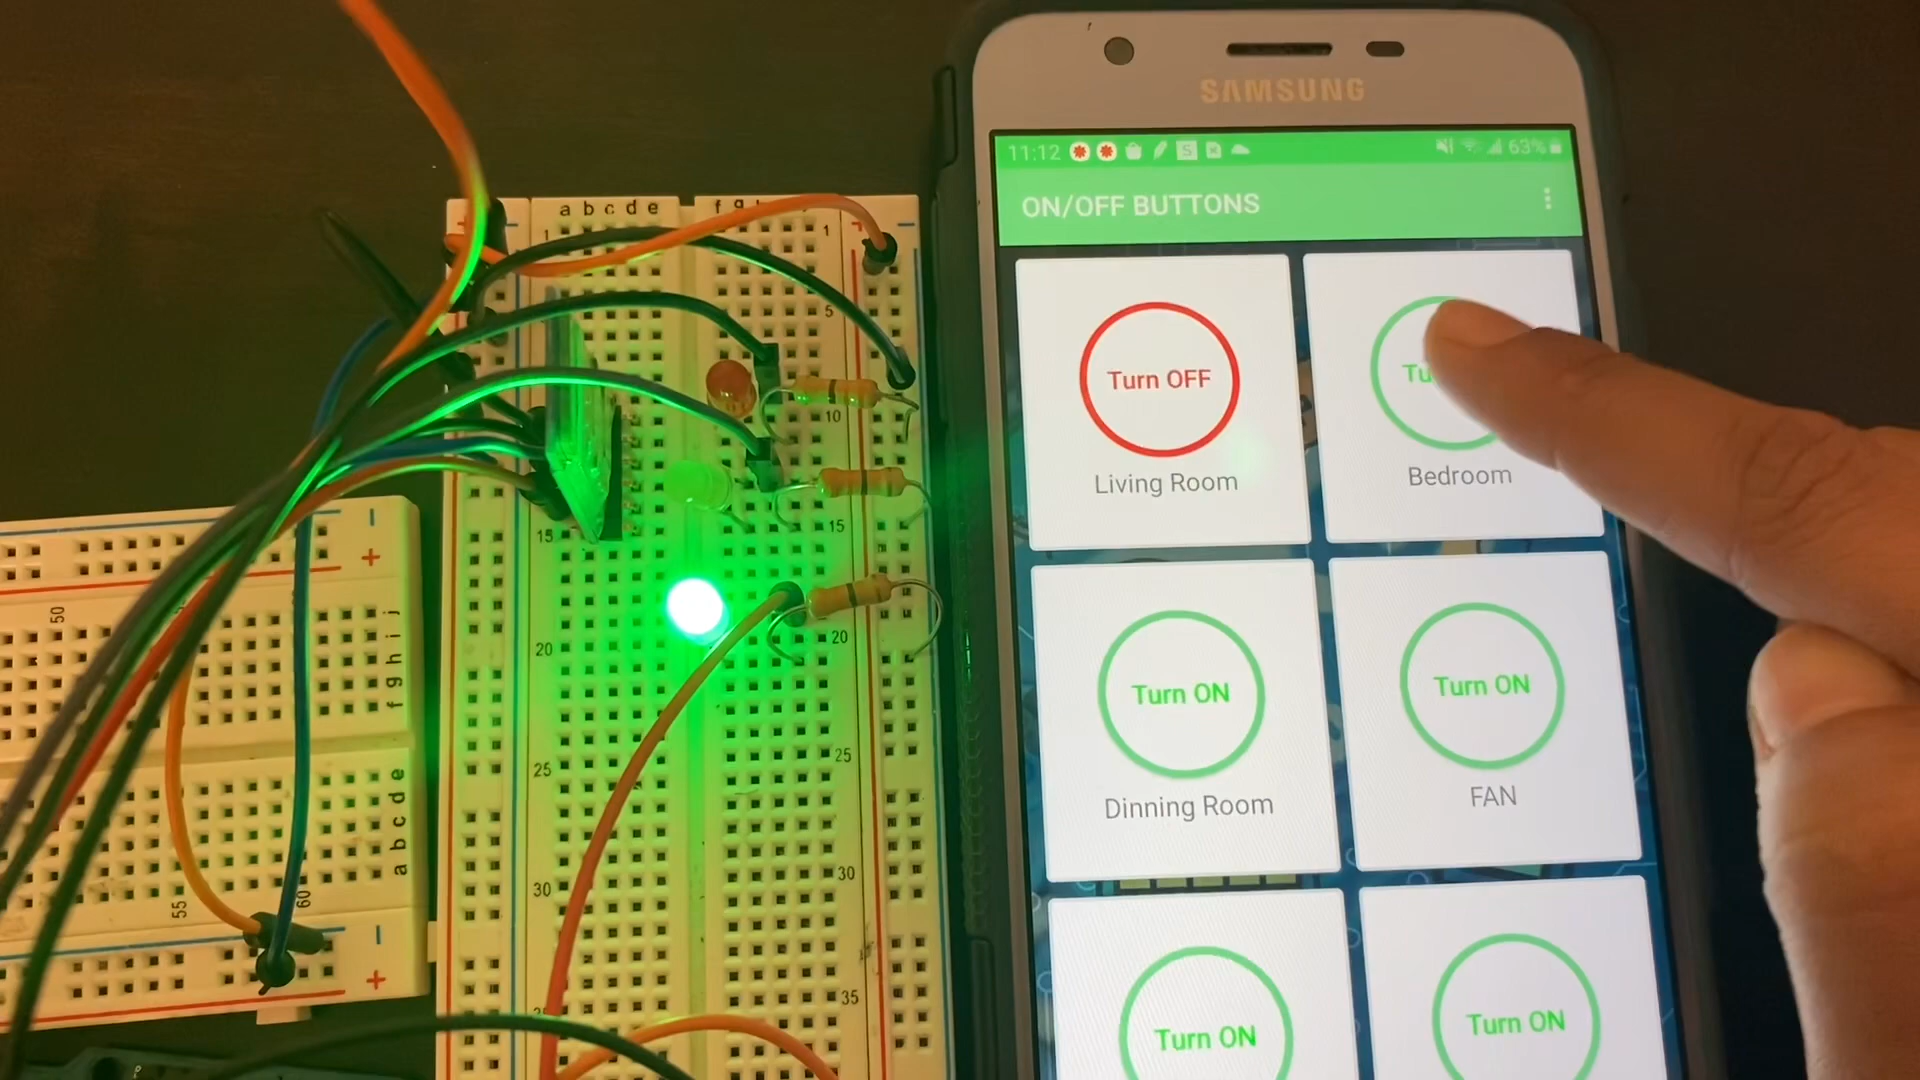 SAMSUNG
11:12
63%
ON/OFF BUTTONS
Turn OFF
Living Room
Tu
Bedroom
Turn ON
Dinning Room
Turn ON
FAN
Turn ON
Turn ON
a b c d e
f g
1
1
5
10
15
15
20
20
25
25
30
30
35
50
f g h i j
a b c d e
55
60